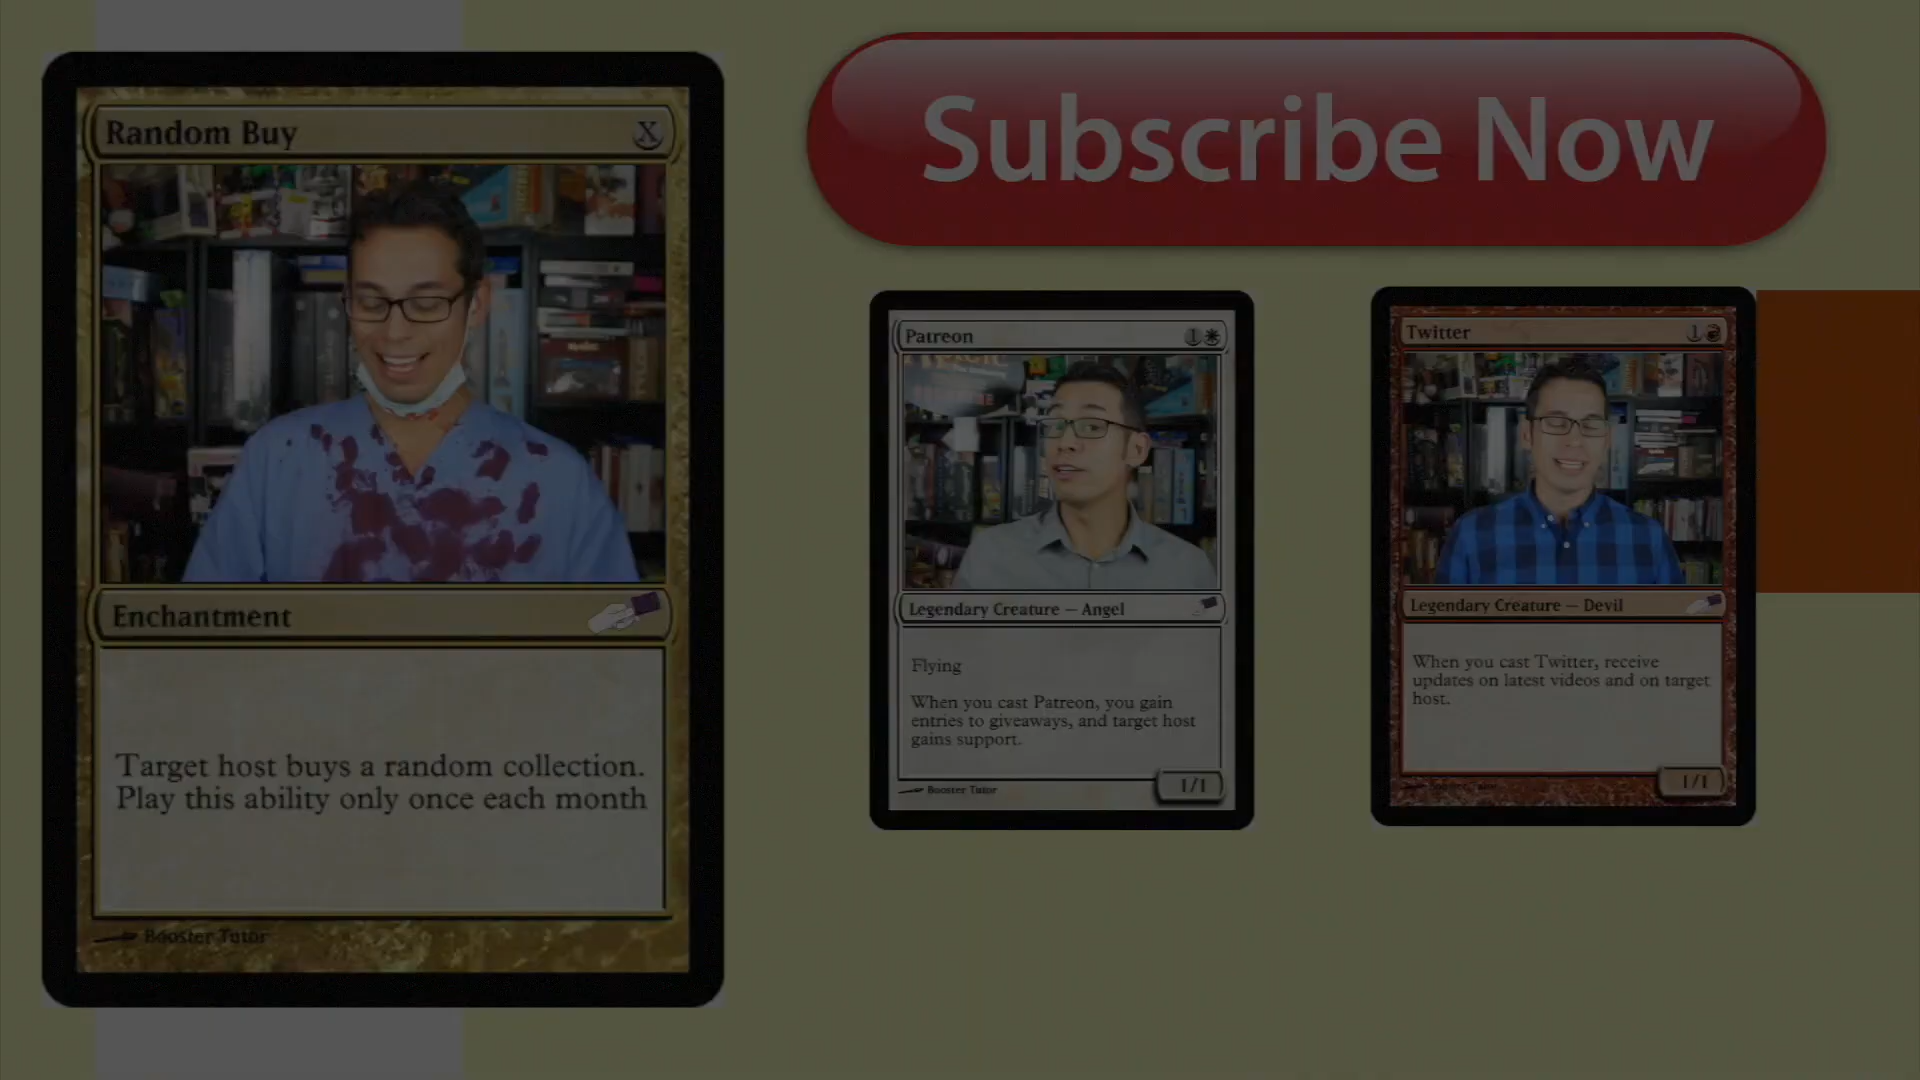 Subscribe Now
Random Buy
X
Enchantment
Target host buys a random collection.
Play this ability only once each month
Booster Tutor
Patreon
1
Legendary Creature — Angel
Flying
When you cast Patreon, you gain
entries to giveaways, and target host
gains support.
Booster Tutor
1/1
Twitter
1
Legendary Creature — Devil
When you cast Twitter, receive
updates on latest videos and on target
host.
1/1